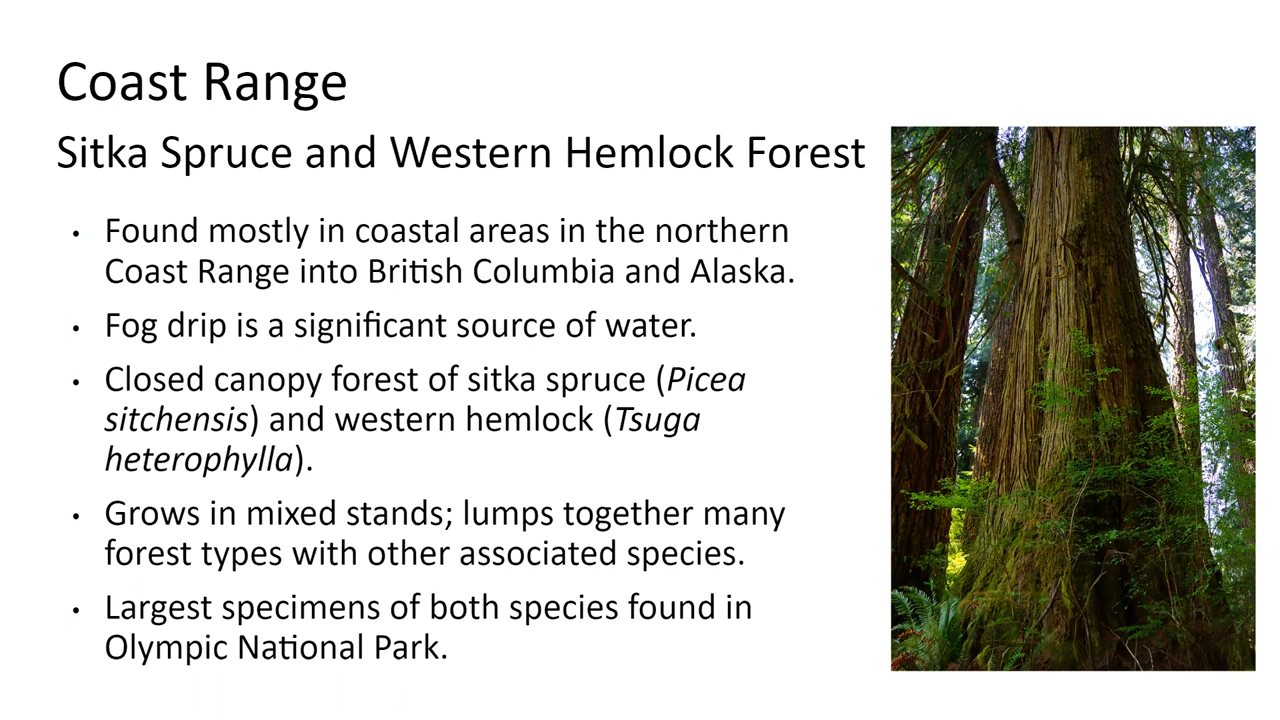 Coast Range
Sitka Spruce and Western Hemlock Forest
• Found mostly in coastal areas in the northern
Coast Range into British Columbia and Alaska.
• Fog drip is a significant source of water.
• Closed canopy forest of sitka spruce (Picea
sitchensis) and western hemlock (Tsuga
heterophylla).
• Grows in mixed stands; lumps together many
forest types with other associated species.
• Largest specimens of both species found in
Olympic National Park.